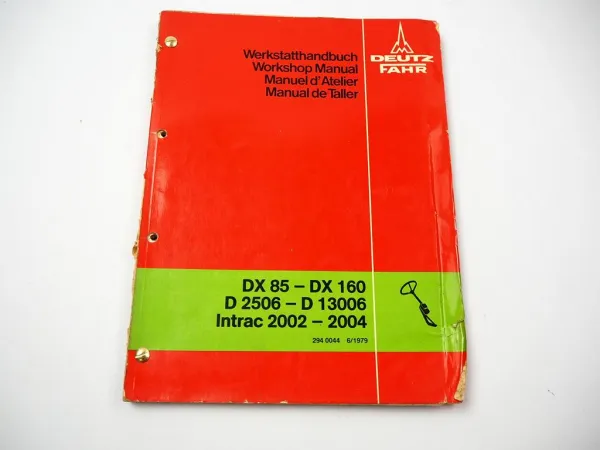 Werkstatthandbuch
Workshop Manual
Manuel d'Atelier
Manual de Taller
DEUTZ
FAHR
DX 85 – DX 160
D 2506 – D 13006
Intrac 2002 – 2004
294 0044 6/1979